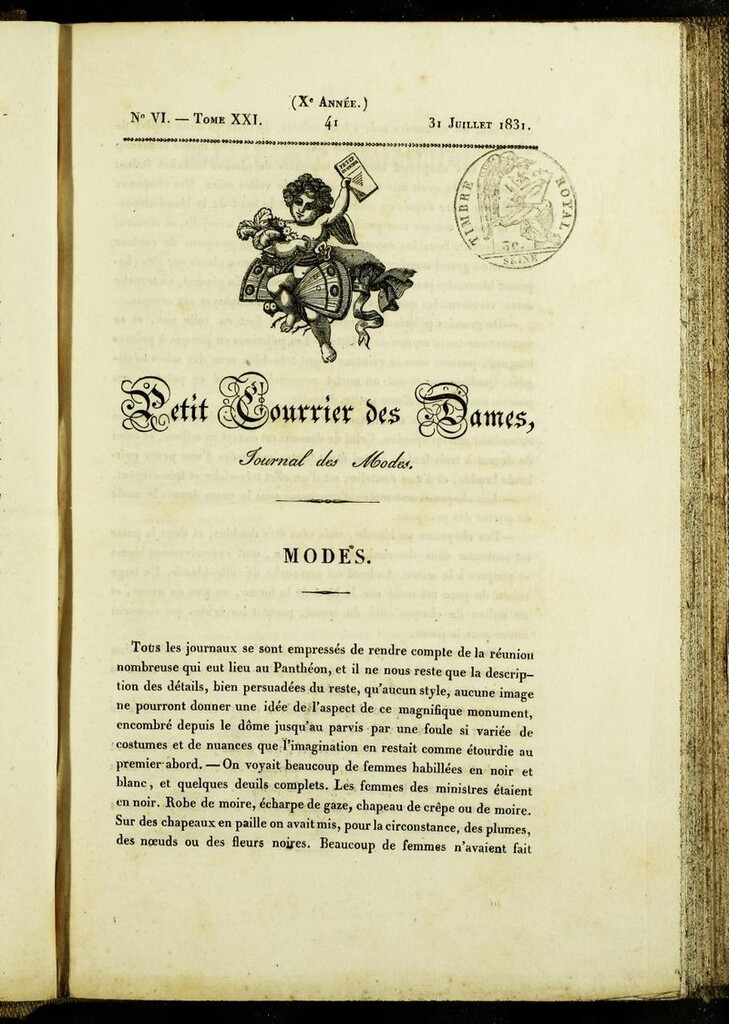 (Xe Année.)
No VI. — Tome XXI. 41 31 Juillet 1831.
TIMBRE ROYAL
3c.
SEINE
Petit Courrier des Dames,
Journal des Modes.
MODES.
Tous les journaux se sont empressés de rendre compte de la réunion
nombreuse qui eut lieu au Panthéon, et il ne nous reste que la descrip-
tion des détails, bien persuadées du reste, qu'aucun style, aucune image
ne pourront donner une idée de l'aspect de ce magnifique monument,
encombré depuis le dôme jusqu'au parvis par une foule si variée de
costumes et de nuances que l'imagination en restait comme étourdie au
premier abord. — On voyait beaucoup de femmes habillées en noir et
blanc, et quelques deuils complets. Les femmes des ministres étaient
en noir. Robe de moire, écharpe de gaze, chapeau de crêpe ou de moire.
Sur des chapeaux en paille on avait mis, pour la circonstance, des plumes,
des nœuds ou des fleurs noires. Beaucoup de femmes n'avaient fait